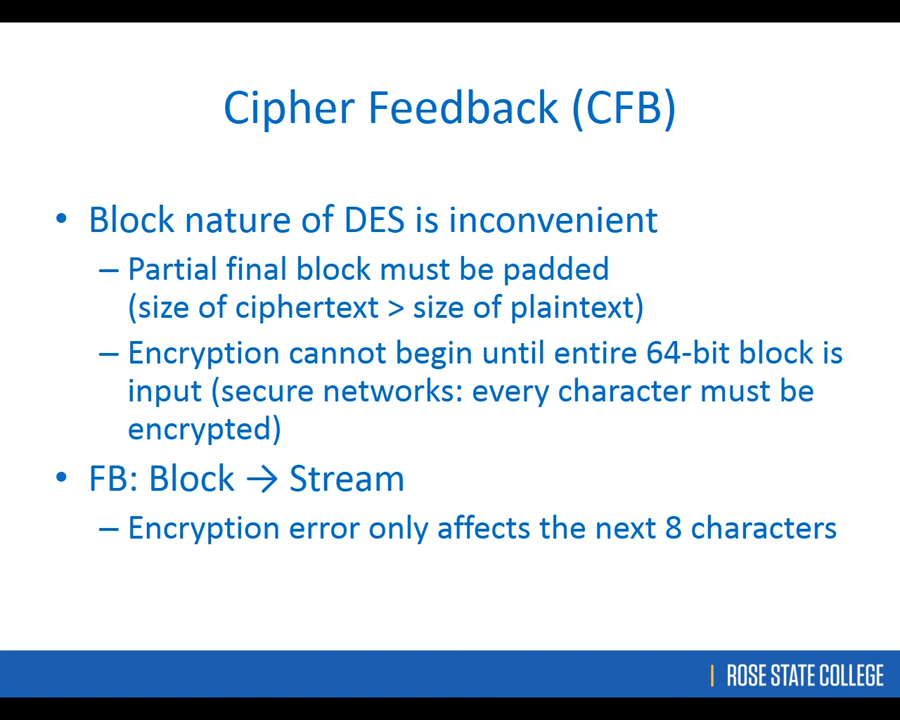 Cipher Feedback (CFB)
• Block nature of DES is inconvenient
– Partial final block must be padded
(size of ciphertext > size of plaintext)
– Encryption cannot begin until entire 64-bit block is
input (secure networks: every character must be
encrypted)
• FB: Block → Stream
– Encryption error only affects the next 8 characters
ROSE STATE COLLEGE